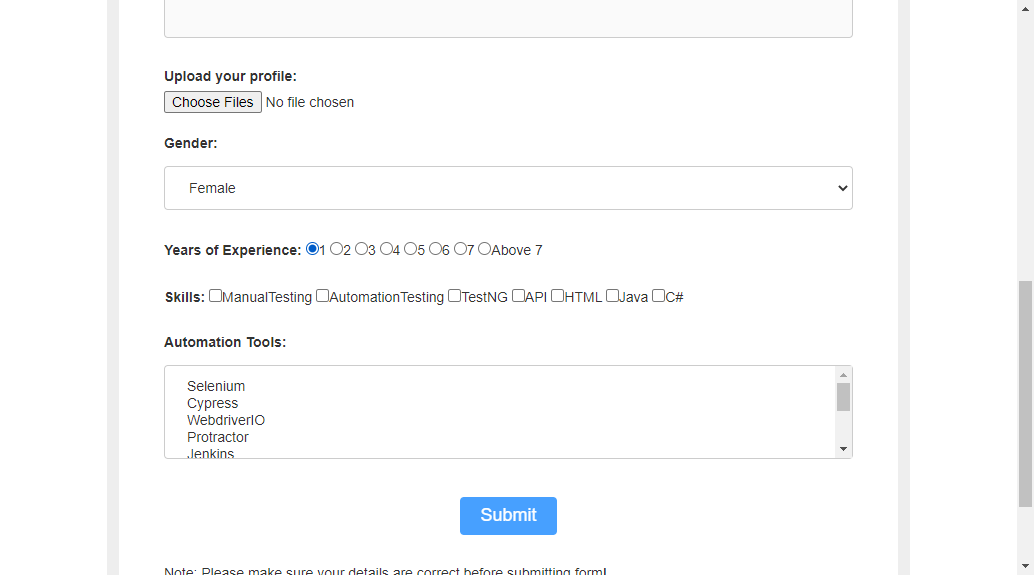 Upload your profile:
Choose Files No file chosen
Gender:
Female
Years of Experience: 1 2 3 4 5 6 7 Above 7
Skills: ManualTesting AutomationTesting TestNG API HTML Java C#
Automation Tools:
Selenium
Cypress
WebdriverIO
Protractor
Jenkins
Submit
Note: Please make sure your details are correct before submitting form!